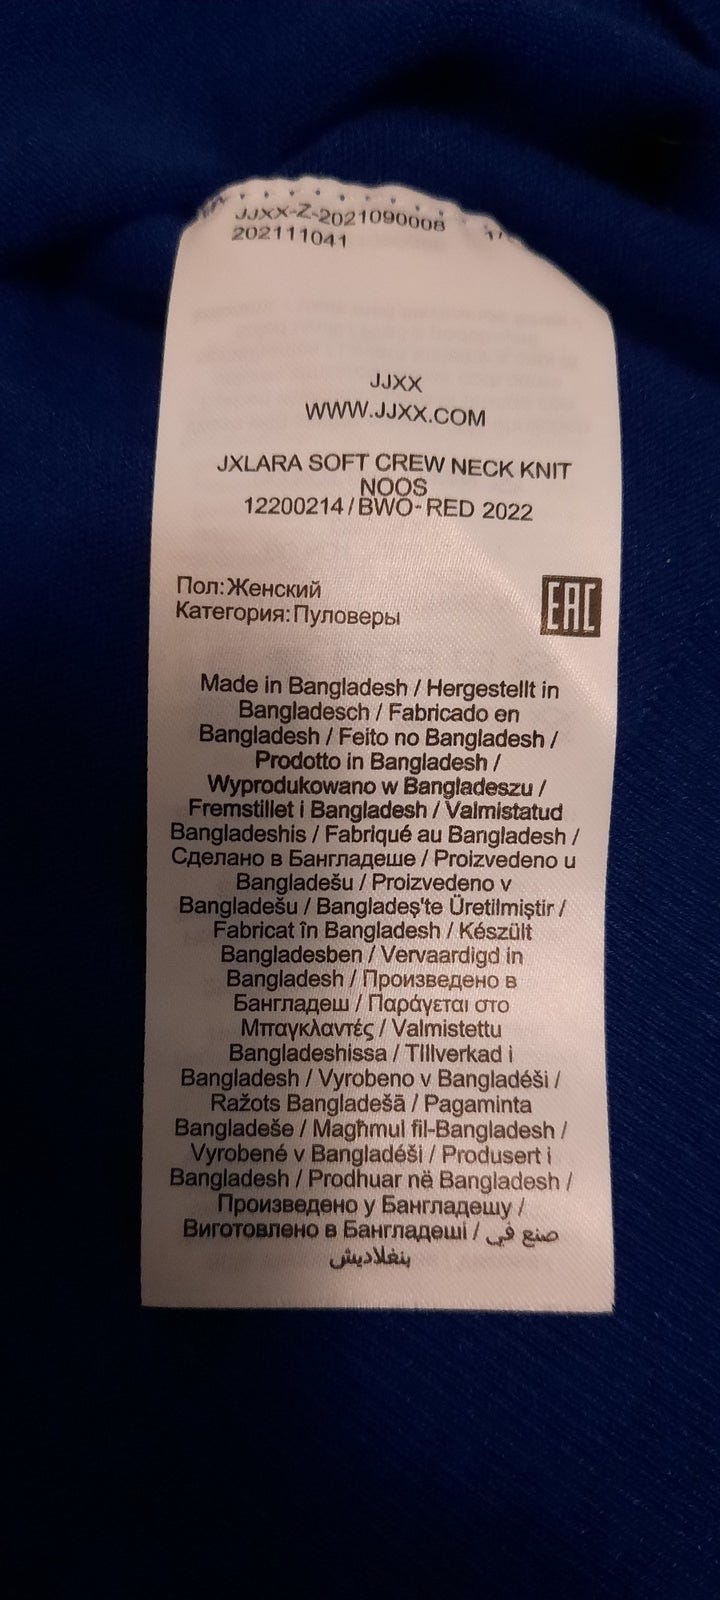 JJXX-Z-2021090008
202111041
JJXX
WWW.JJXX.COM
JXLARA SOFT CREW NECK KNIT
NOOS
12200214/BWO-RED 2022
Пол:Женский
Категория:Пуловеры
EAC
Made in Bangladesh / Hergestellt in
Bangladesch / Fabricado en
Bangladesh / Feito no Bangladesh /
Prodotto in Bangladesh /
Wyprodukowano w Bangladeszu /
Fremstillet i Bangladesh / Valmistatud
Bangladeshis / Fabriqué au Bangladesh /
Сделано в Бангладеше / Proizvedeno u
Bangladešu / Proizvedeno v
Bangladešu / Bangladeş'te Üretilmiştir /
Fabricat în Bangladesh / Készült
Bangladesben / Vervaardigd in
Bangladesh / Произведено в
Бангладеш / Παράγεται στο
Μπαγκλαντές / Valmistettu
Bangladeshissa / Tillverkad i
Bangladesh / Vyrobeno v Bangladéši /
Ražots Bangladešā / Pagaminta
Bangladeše / Magħmul fil-Bangladesh /
Vyrobené v Bangladéši / Produsert i
Bangladesh / Prodhuar në Bangladesh /
Произведено у Бангладешу /
Виготовлено в Бангладеші / صنع في
بنغلاديش